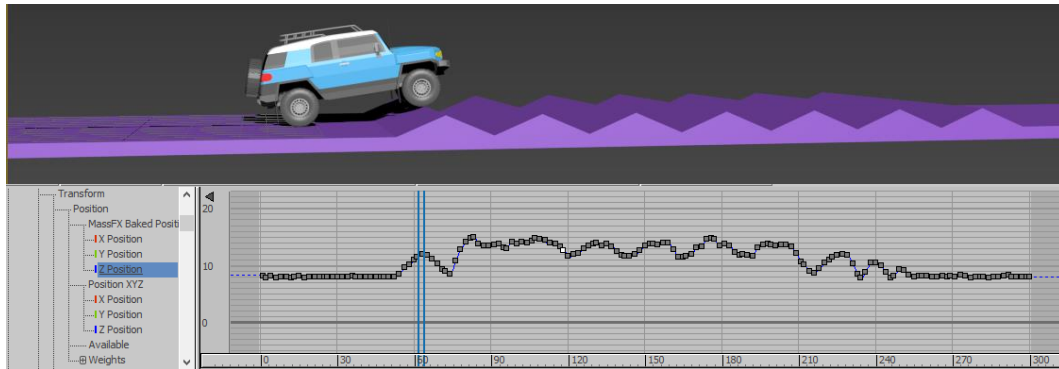 Transform
Position
MassFX Baked Positi
X Position
Y Position
Z Position
Position XYZ
X Position
Y Position
Z Position
Available
Weights
20
10
0
0 30 60 90 120 150 180 210 240 270 300